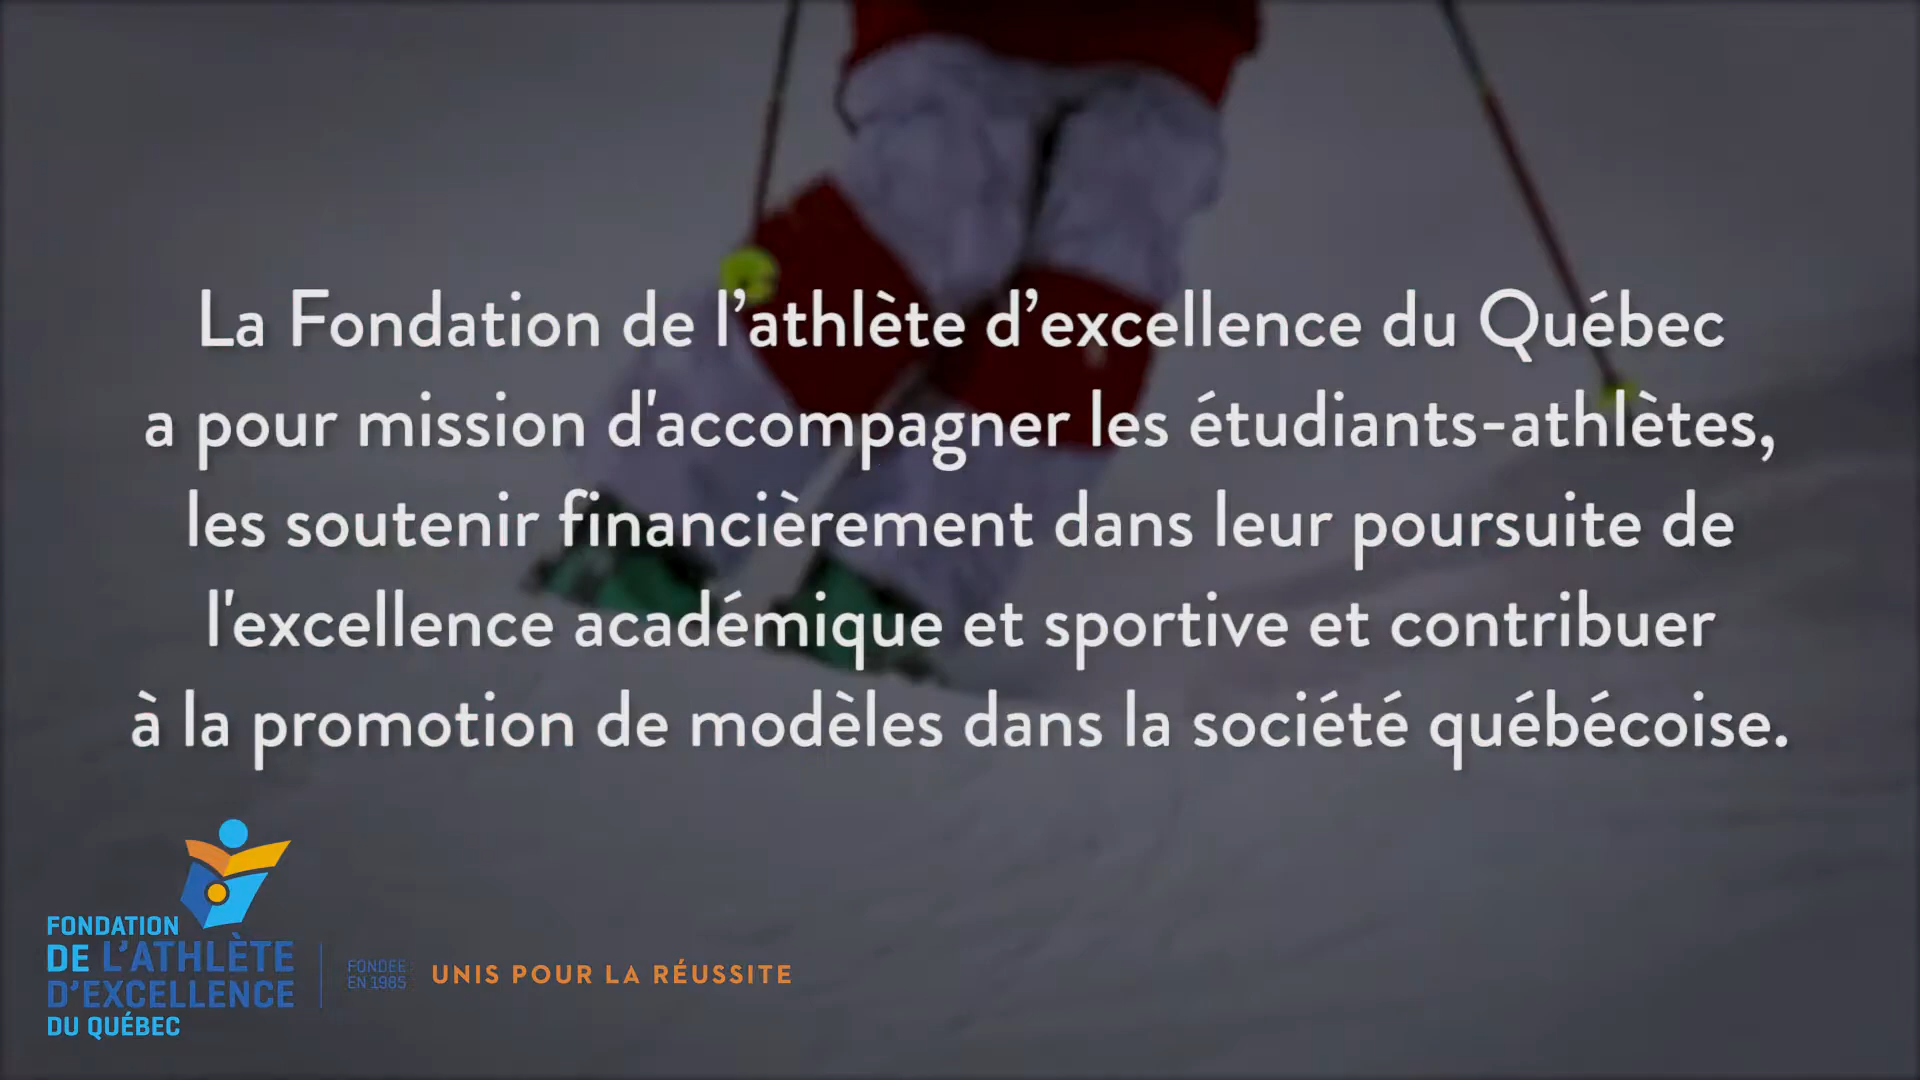 La Fondation de l’athlète d’excellence du Québec
a pour mission d'accompagner les étudiants-athlètes,
les soutenir financièrement dans leur poursuite de
l'excellence académique et sportive et contribuer
à la promotion de modèles dans la société québécoise.
FONDATION
DE L’ATHLÈTE
D’EXCELLENCE
DU QUÉBEC
FONDÉE
EN 1985
UNIS POUR LA RÉUSSITE